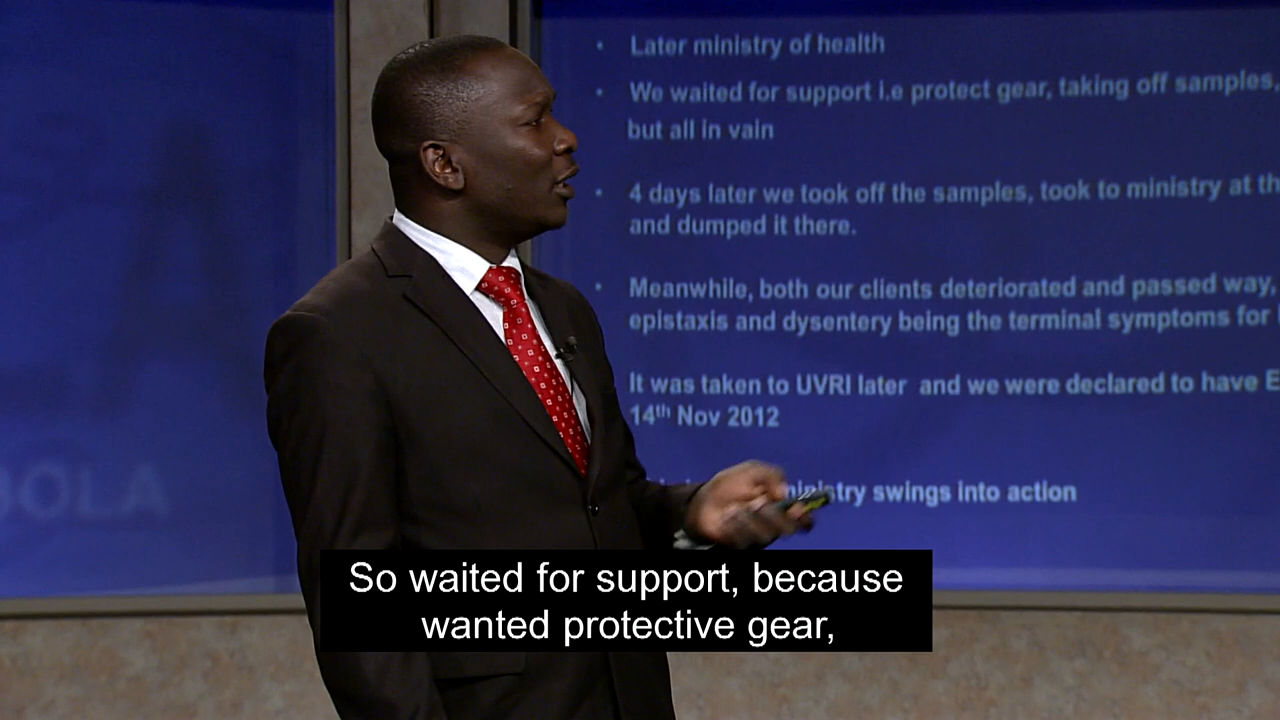 Later ministry of health
We waited for support i.e protect gear, taking off samples,
but all in vain
4 days later we took off the samples, took to ministry at th
and dumped it there.
Meanwhile, both our clients deteriorated and passed way,
epistaxis and dysentery being the terminal symptoms for
It was taken to UVRI later and we were declared to have E
14th Nov 2012
ministry swings into action
BOLA
So waited for support, because
wanted protective gear,